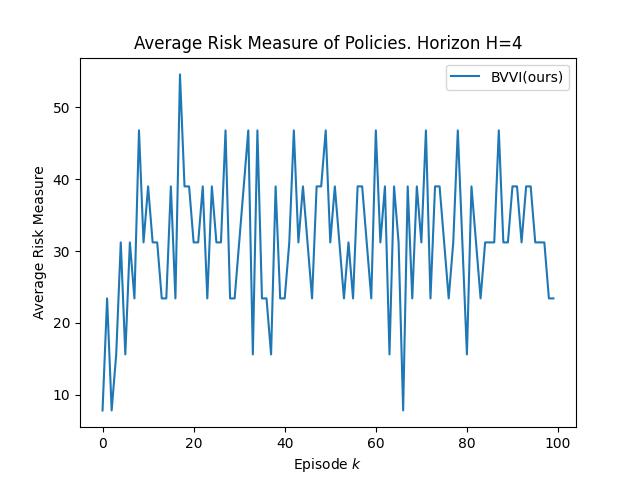 Average Risk Measure of Policies. Horizon H=4
BVVI(ours)
Average Risk Measure
50
40
30
20
10
0
20
40
60
80
100
Episode k